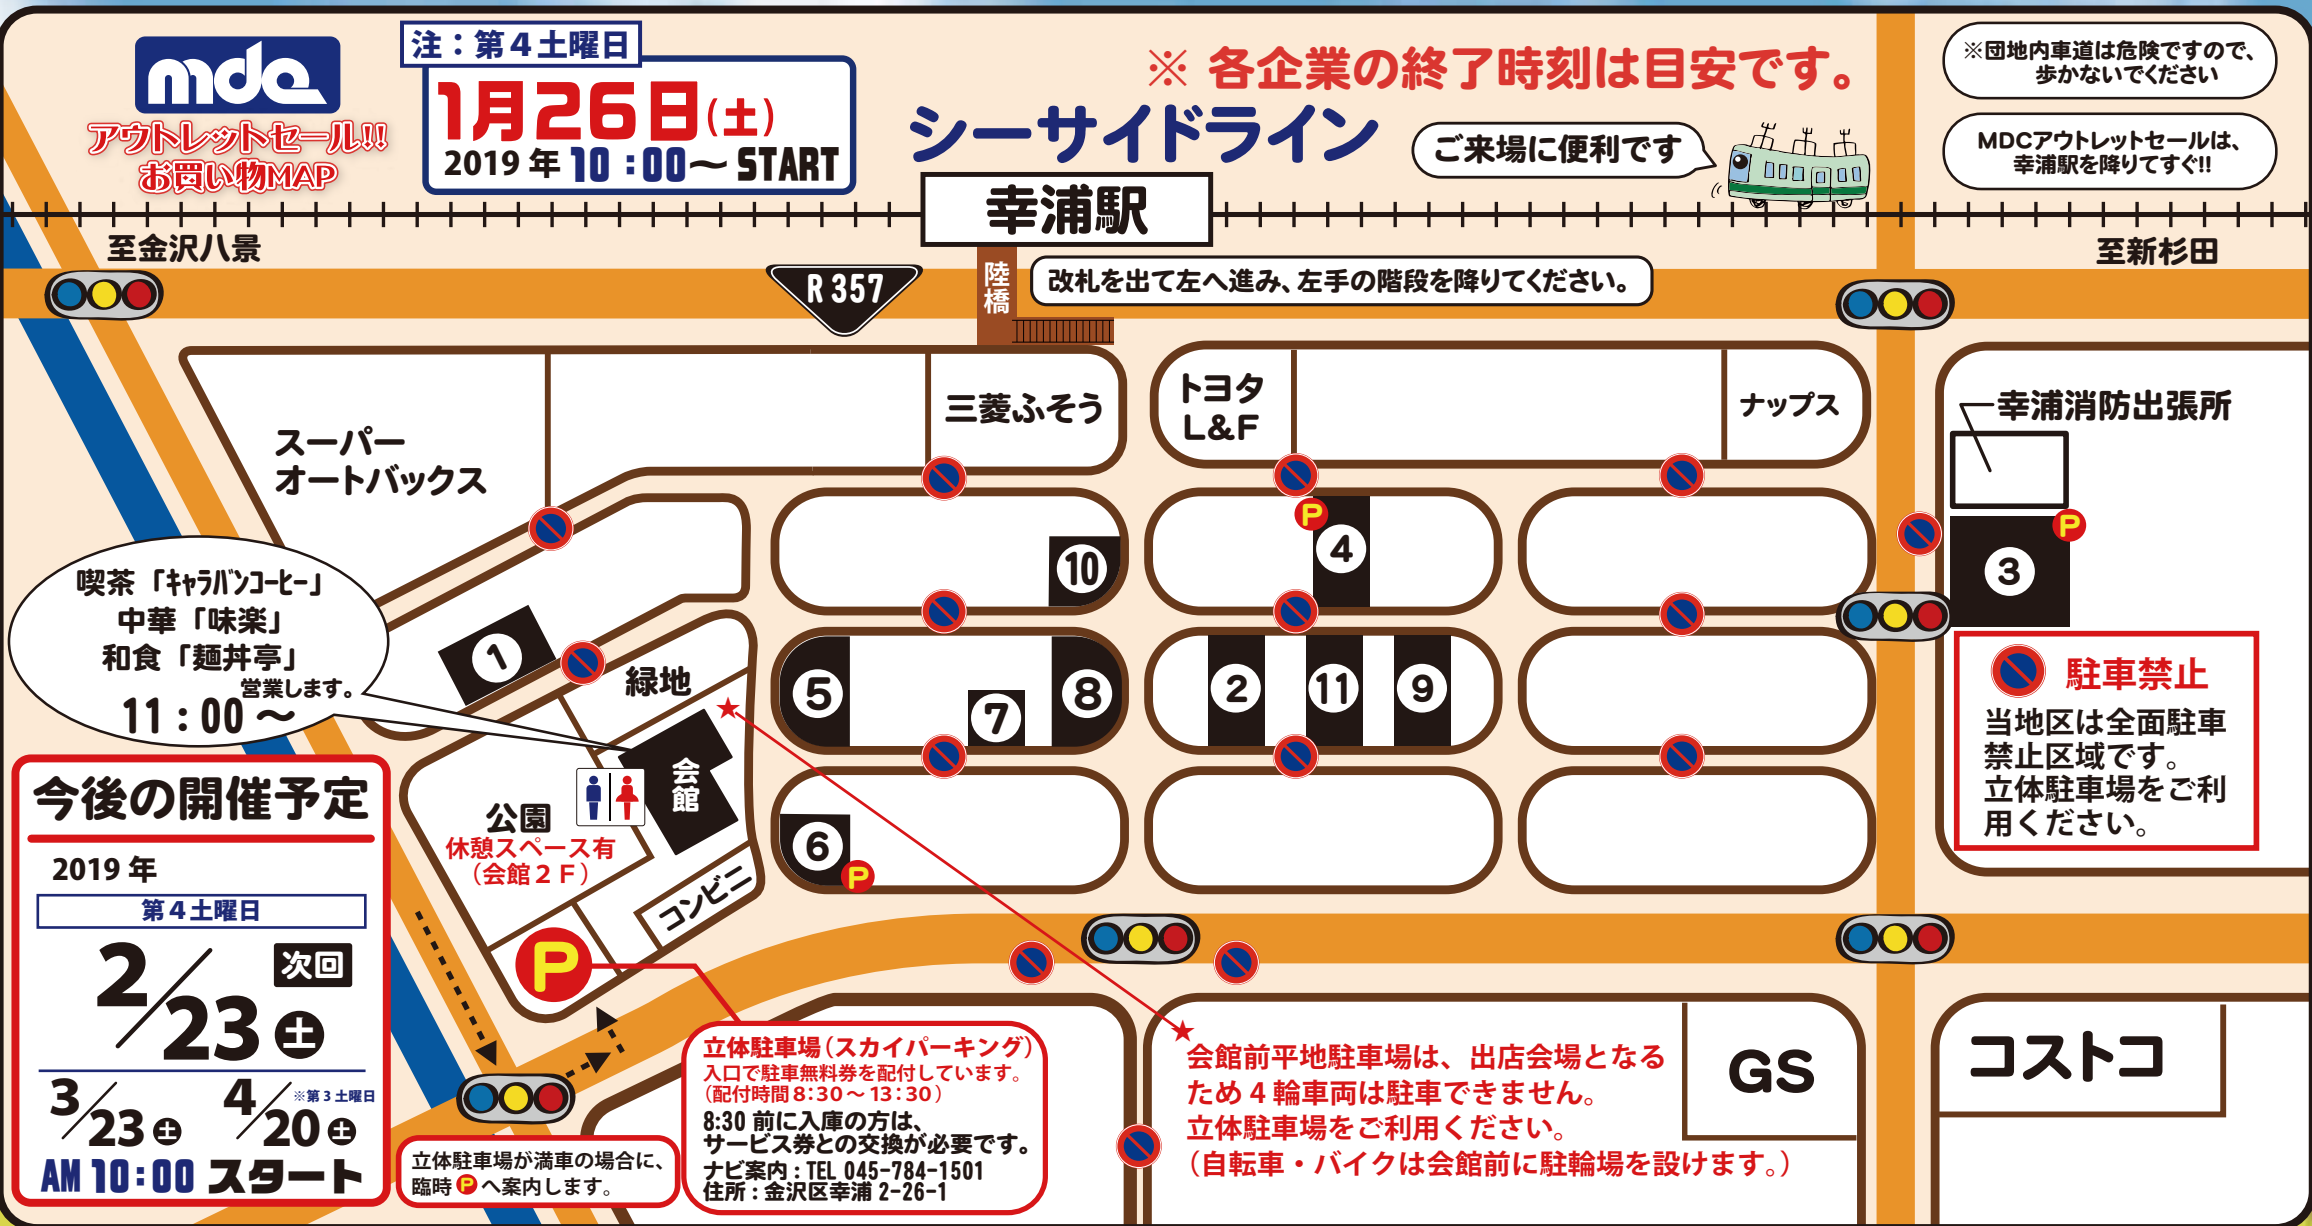 mdc
アウトレットセール!!
お買い物MAP
注：第４土曜日
1月26日(土)
2019年 10：00～ START
※ 各企業の終了時刻は目安です。
シーサイドライン
ご来場に便利です
※団地内車道は危険ですので、
歩かないでください
MDCアウトレットセールは、
幸浦駅を降りてすぐ!!
幸浦駅
至金沢八景
至新杉田
R 357
陸橋
改札を出て左へ進み、左手の階段を降りてください。
スーパー
オートバックス
三菱ふそう
トヨタ
L&F
ナップス
幸浦消防出張所
P
4
10
3
P
喫茶「ｷｬﾗﾊﾞﾝｺｰﾋｰ」
中華「味楽」
和食「麺丼亭」
営業します。
11：00～
1
緑地
5
7
8
2
11
9
駐車禁止
当地区は全面駐車
禁止区域です。
立体駐車場をご利
用ください。
会館
公園
休憩スペース有
（会館２Ｆ）
コンビニ
6
P
P
今後の開催予定
2019 年
第４土曜日
2/23 土
次回
3/23 土
4/20 土
※第３土曜日
AM 10:00 スタート
立体駐車場が満車の場合に、
臨時 P へ案内します。
立体駐車場（スカイパーキング）
入口で駐車無料券を配付しています。
（配付時間 8：30～ 13：30）
8:30 前に入庫の方は、
サービス券との交換が必要です。
ナビ案内：TEL 045-784-1501
住所：金沢区幸浦 2-26-1
★
会館前平地駐車場は、出店会場となる
ため 4 輪車両は駐車できません。
立体駐車場をご利用ください。
（自転車・バイクは会館前に駐輪場を設けます。）
GS
コストコ